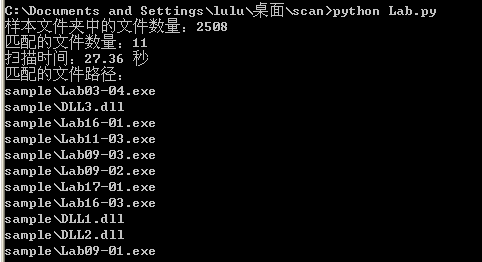 C:\Documents and Settings\lulu\桌面\scan>python Lab.py
样本文件夹中的文件数量：2508
匹配的文件数量：11
扫描时间：27.36 秒
匹配的文件路径：
sample\Lab03-04.exe
sample\DLL3.dll
sample\Lab16-01.exe
sample\Lab11-03.exe
sample\Lab09-03.exe
sample\Lab09-02.exe
sample\Lab17-01.exe
sample\Lab16-03.exe
sample\DLL1.dll
sample\DLL2.dll
sample\Lab09-01.exe